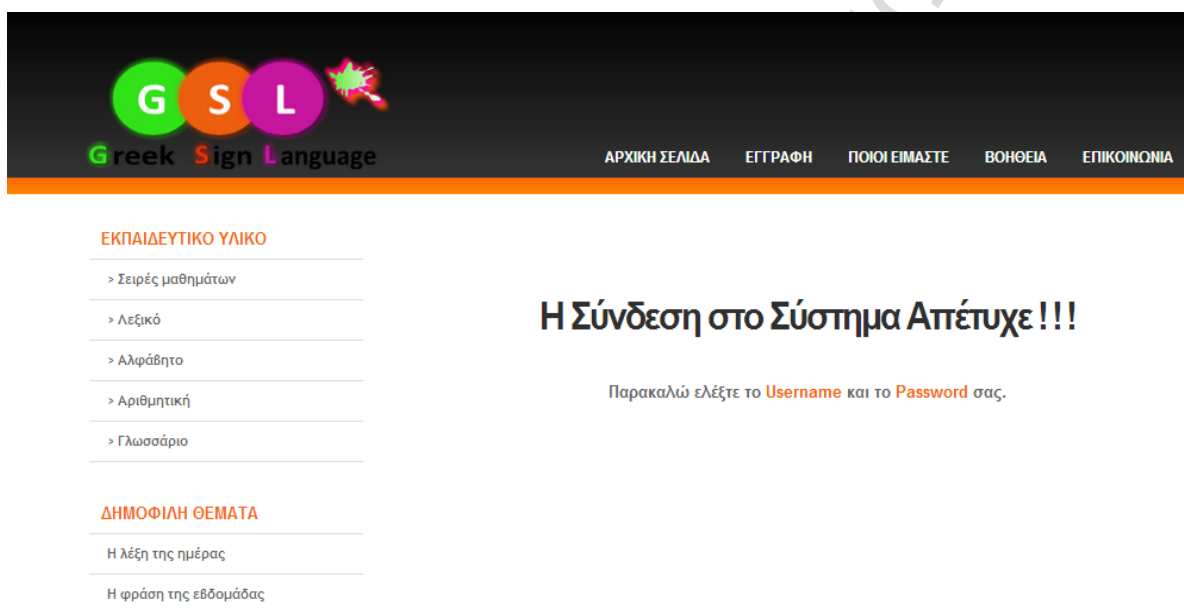 G S L
Greek Sign Language
ΑΡΧΙΚΗ ΣΕΛΙΔΑ ΕΓΓΡΑΦΗ ΠΟΙΟΙ ΕΙΜΑΣΤΕ ΒΟΗΘΕΙΑ ΕΠΙΚΟΙΝΩΝΙΑ
ΕΚΠΑΙΔΕΥΤΙΚΟ ΥΛΙΚΟ
> Σειρές μαθημάτων
> Λεξικό
> Αλφάβητο
> Αριθμητική
> Γλωσσάριο
ΔΗΜΟΦΙΛΗ ΘΕΜΑΤΑ
Η λέξη της ημέρας
Η φράση της εβδομάδας
Η Σύνδεση στο Σύστημα Απέτυχε ! ! !
Παρακαλώ ελέξτε το Username και το Password σας.